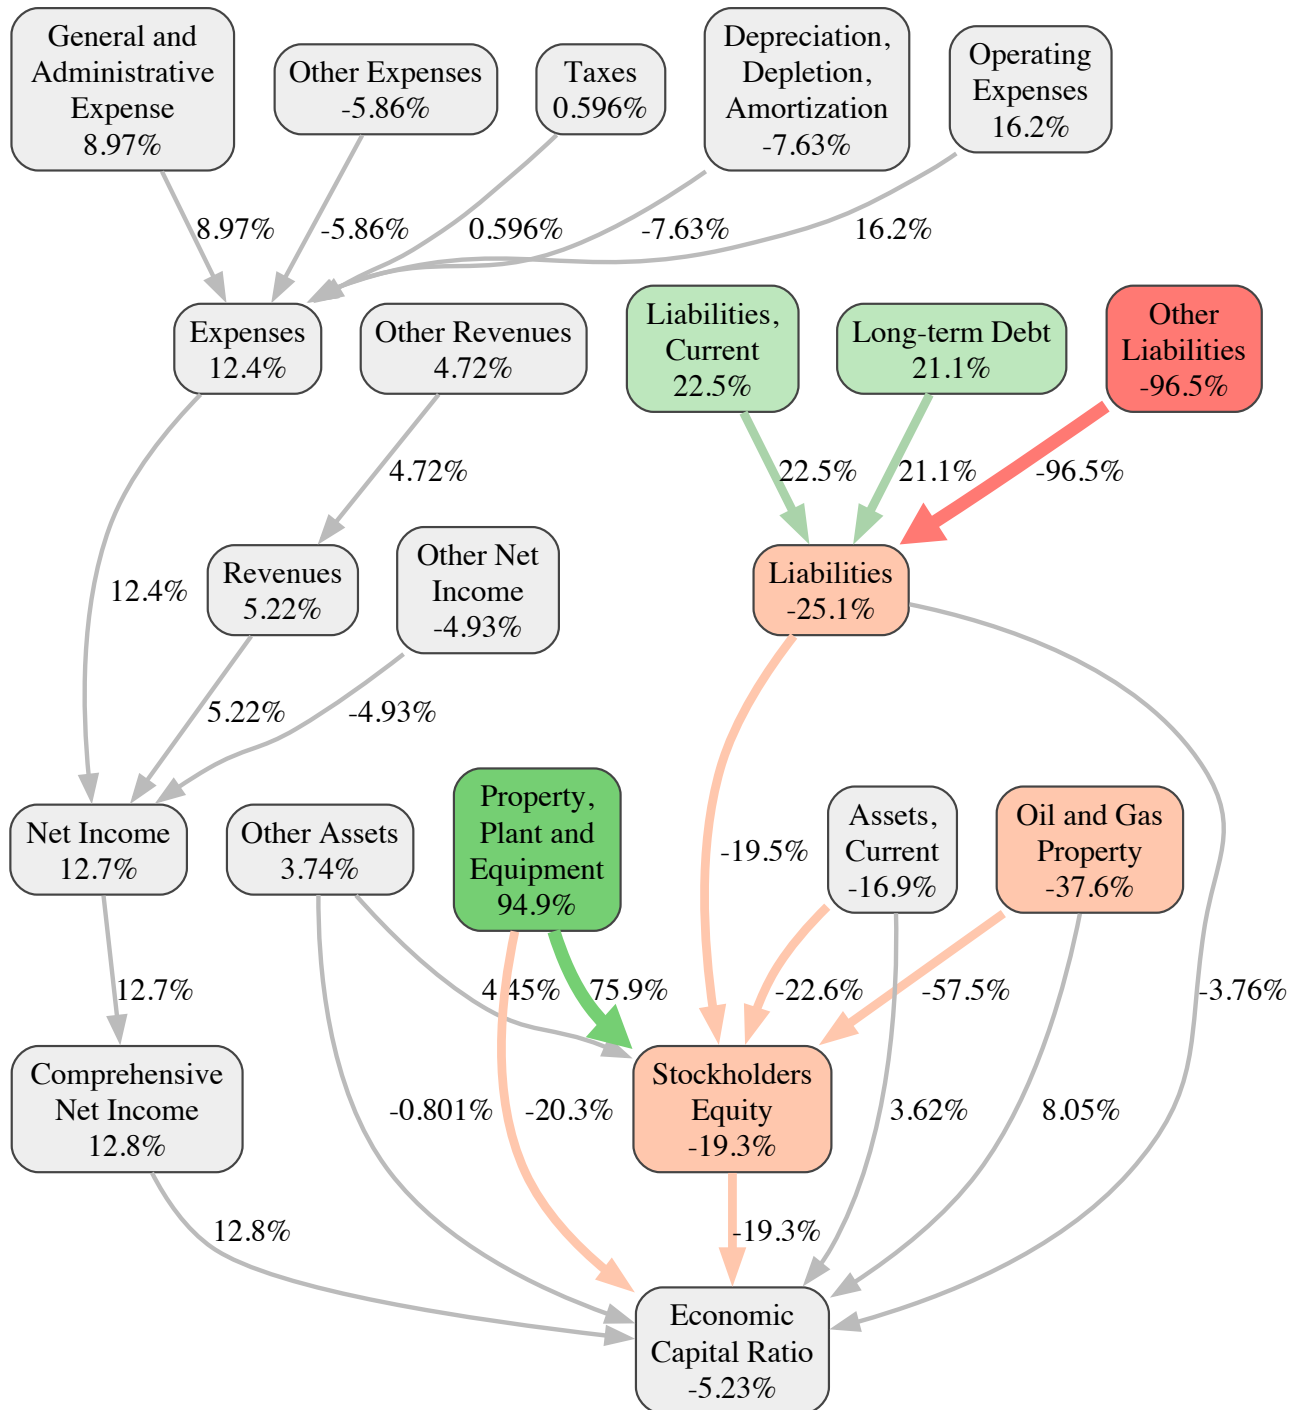 General and
Administrative
Expense
8.97%
Other Expenses
-5.86%
Taxes
0.596%
Depreciation,
Depletion,
Amortization
-7.63%
Operating
Expenses
16.2%
8.97%
-5.86%
0.596%
-7.63%
16.2%
Expenses
12.4%
Other Revenues
4.72%
Liabilities,
Current
22.5%
Long-term Debt
21.1%
Other
Liabilities
-96.5%
4.72%
22.5%
21.1%
-96.5%
12.4%
Revenues
5.22%
Other Net
Income
-4.93%
Liabilities
-25.1%
5.22%
-4.93%
Net Income
12.7%
Other Assets
3.74%
Property,
Plant and
Equipment
94.9%
-19.5%
Assets,
Current
-16.9%
Oil and Gas
Property
-37.6%
12.7%
4.45%
75.9%
-22.6%
-57.5%
-3.76%
Comprehensive
Net Income
12.8%
-0.801%
-20.3%
Stockholders
Equity
-19.3%
3.62%
8.05%
12.8%
-19.3%
Economic
Capital Ratio
-5.23%